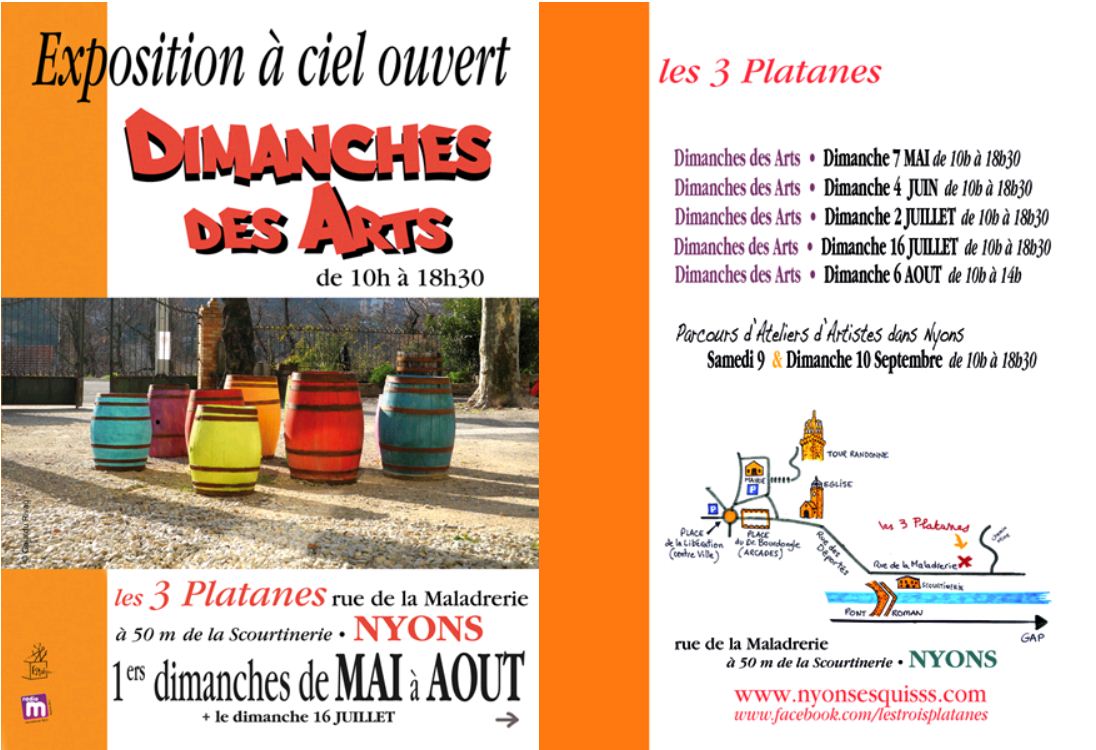 Exposition à ciel ouvert
DIMANCHES
DES ARTS
de 10h à 18h30
les 3 Platanes rue de la Maladrerie
à 50 m de la Scourtinerie • NYONS
1ers dimanches de MAI à AOUT
+ le dimanche 16 JUILLET
M
les 3 Platanes
Dimanches des Arts • Dimanche 7 MAI de 10h à 18h30
Dimanches des Arts • Dimanche 4 JUIN de 10h à 18h30
Dimanches des Arts • Dimanche 2 JUILLET de 10h à 18h30
Dimanches des Arts • Dimanche 16 JUILLET de 10h à 18h30
Dimanches des Arts • Dimanche 6 AOUT de 10h à 14h
Parcours d'Ateliers d'Artistes dans Nyons
Samedi 9 & Dimanche 10 Septembre de 10h à 18h30
TOUR RANDONNE
MAIRIE
P
EGLISE
P
PLACE
de la Libération
(centre Ville)
PLACE
du Dr. Bourdongle
(ARCADES)
Rue des
Déportés
les 3 Platanes
Rue de la Maladrerie
SCOURTINERIE
PONT ROMAN
GAP
rue de la Maladrerie
à 50 m de la Scourtinerie • NYONS
www.nyonsesquisss.com
www.facebook.com/lestroisplatanes